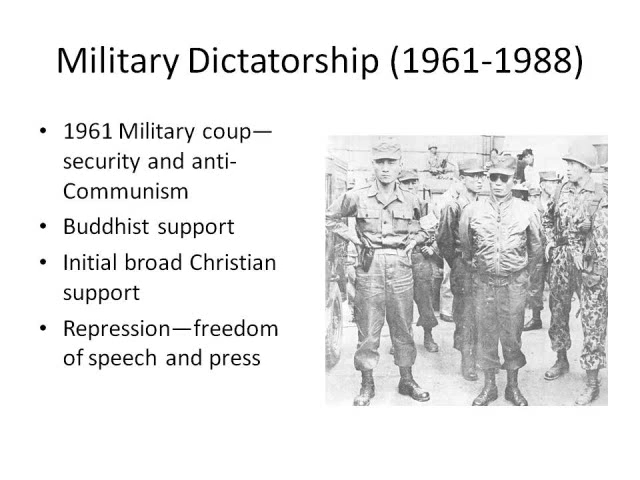 Military Dictatorship (1961-1988)
• 1961 Military coup—
security and anti-
Communism
• Buddhist support
• Initial broad Christian
support
• Repression—freedom
of speech and press